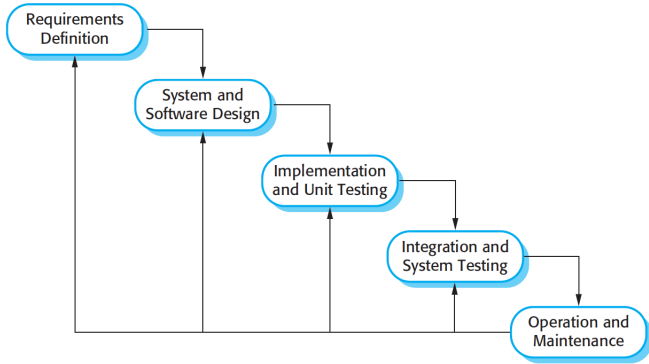 Requirements
Definition
System and
Software Design
Implementation
and Unit Testing
Integration and
System Testing
Operation and
Maintenance